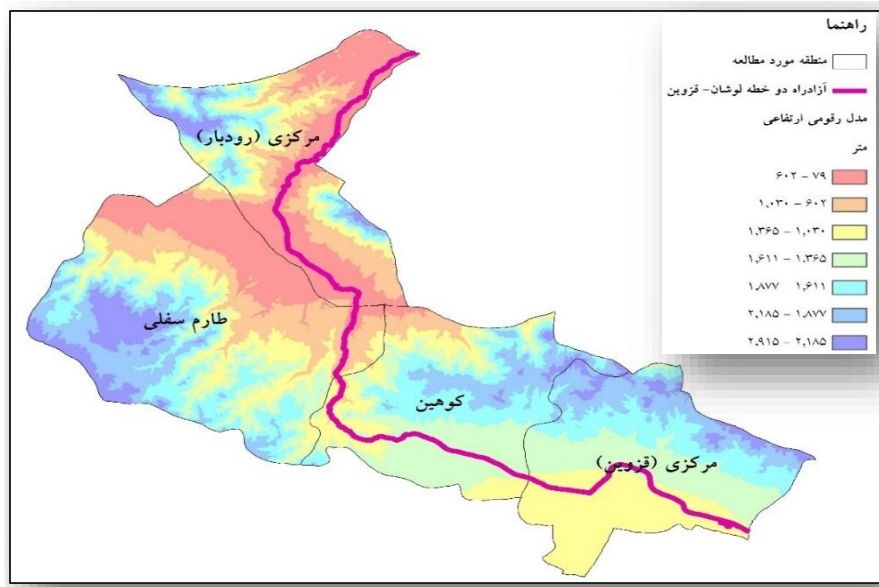 راهنما
منطقه مورد مطالعه
آزادراه دو خطه لوشان- قزوین
مدل رقومی ارتفاعی
متر
۷۹ – ۶۰۲
۶۰۲ – ۱,۰۳۰
۱,۰۳۰ – ۱,۳۶۵
۱,۳۶۵ – ۱,۶۱۱
۱,۶۱۱ – ۱,۸۷۷
۱,۸۷۷ – ۲,۱۸۵
۲,۱۸۵ – ۲,۹۱۵
مرکزی (رودبار)
طارم سفلی
کوهین
مرکزی (قزوین)